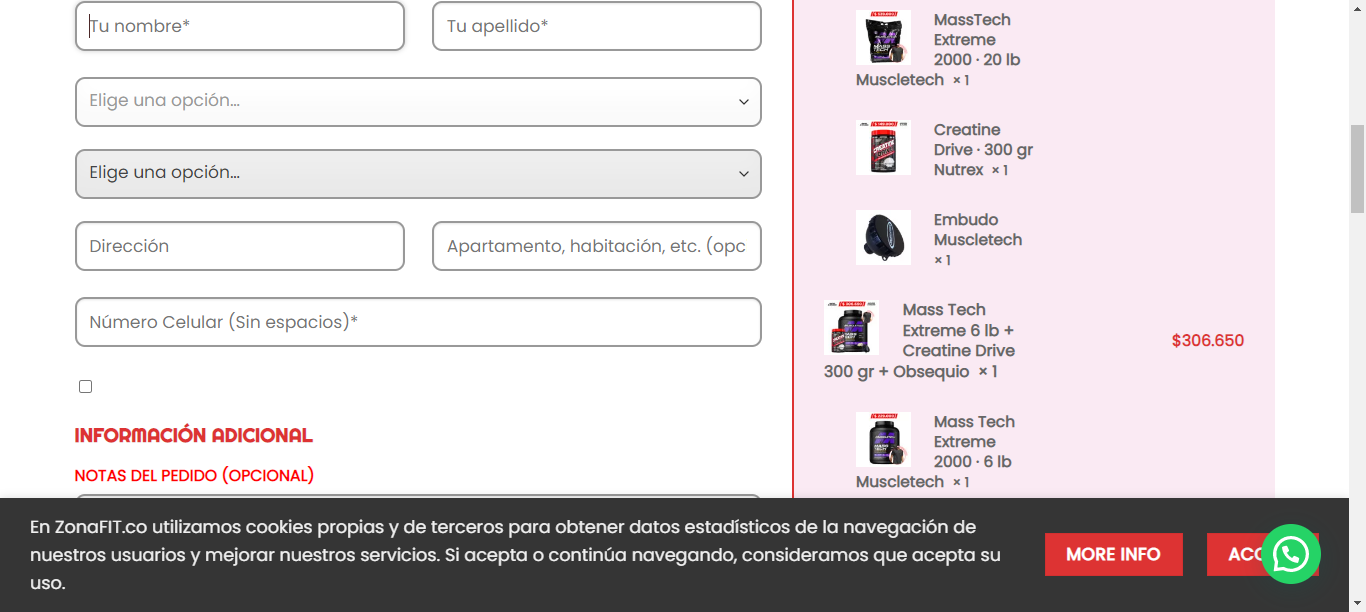 Tu nombre*
Tu apellido*
Elige una opción...
Elige una opción...
Dirección
Apartamento, habitación, etc. (opc
Número Celular (Sin espacios)*
INFORMACIÓN ADICIONAL
NOTAS DEL PEDIDO (OPCIONAL)
MassTech
Extreme
2000 · 20 lb
Muscletech × 1
Creatine
Drive · 300 gr
Nutrex × 1
Embudo
Muscletech
× 1
Mass Tech
Extreme 6 lb +
Creatine Drive
300 gr + Obsequio × 1
$306.650
Mass Tech
Extreme
2000 · 6 lb
Muscletech × 1
En ZonaFIT.co utilizamos cookies propias y de terceros para obtener datos estadísticos de la navegación de
nuestros usuarios y mejorar nuestros servicios. Si acepta o continúa navegando, consideramos que acepta su
uso.
MORE INFO